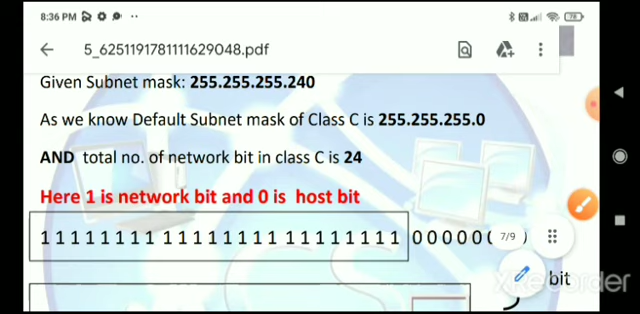 8:36 PM
78
5_6251191781111629048.pdf
Given Subnet mask: 255.255.255.240
As we know Default Subnet mask of Class C is 255.255.255.0
AND total no. of network bit in class C is 24
Here 1 is network bit and 0 is host bit
1 1 1 1 1 1 1 1 1 1 1 1 1 1 1 1 1 1 1 1 1 1 1 1 0 0 0 0 0 0
7/9
bit
XRecorder